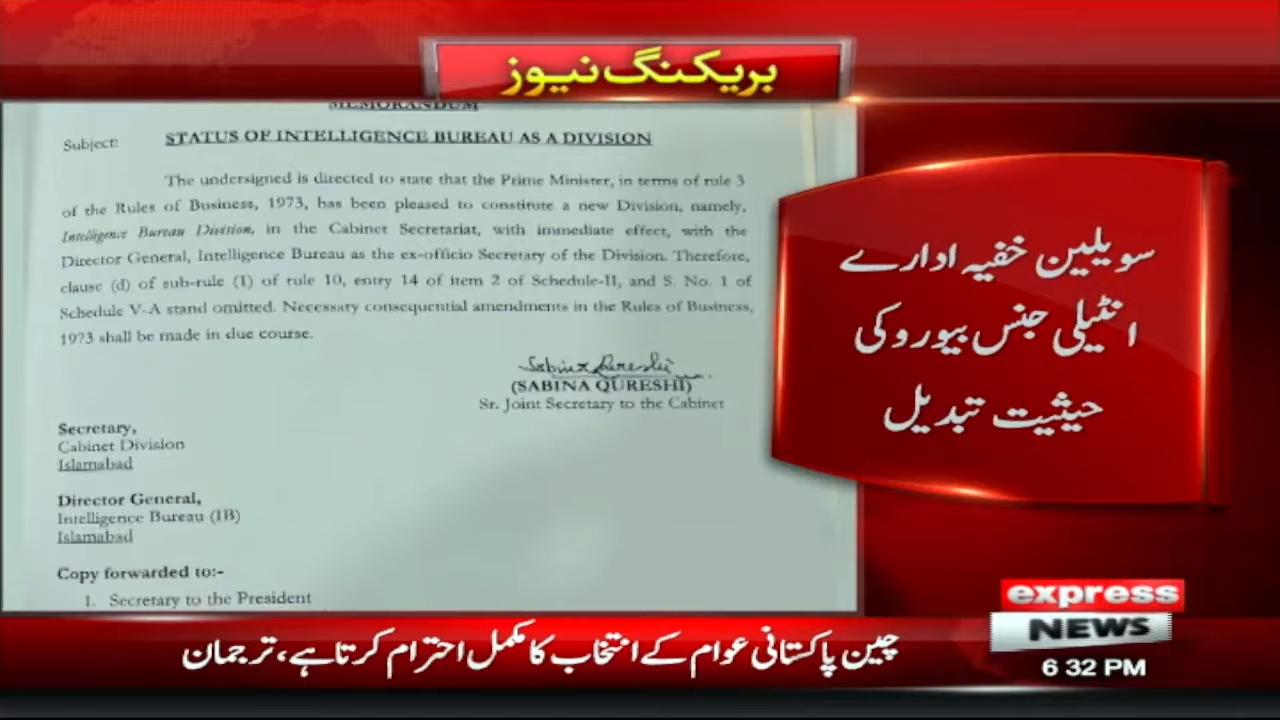 بریکنگ نیوز
MEMORANDUM
Subject: STATUS OF INTELLIGENCE BUREAU AS A DIVISION
The undersigned is directed to state that the Prime Minister, in terms of rule 3
of the Rules of Business, 1973, has been pleased to constitute a new Division, namely,
Intelligence Bureau Division, in the Cabinet Secretariat, with immediate effect, with the
Director General, Intelligence Bureau as the ex-officio Secretary of the Division. Therefore,
clause (d) of sub-rule (1) of rule 10, entry 14 of item 2 of Schedule-II, and S. No. 1 of
Schedule V-A stand omitted. Necessary consequential amendments in the Rules of Business,
1973 shall be made in due course.
Sabina Qureshi
(SABINA QURESHI)
Sr. Joint Secretary to the Cabinet
Secretary,
Cabinet Division
Islamabad
Director General,
Intelligence Bureau (IB)
Islamabad
Copy forwarded to:-
1. Secretary to the President
سویلین خفیہ ادارے
انٹیلی جنس بیورو کی
حیثیت تبدیل
express
NEWS
6 32 PM
چین پاکستانی عوام کے انتخاب کا مکمل احترام کرتا ہے، ترجمان